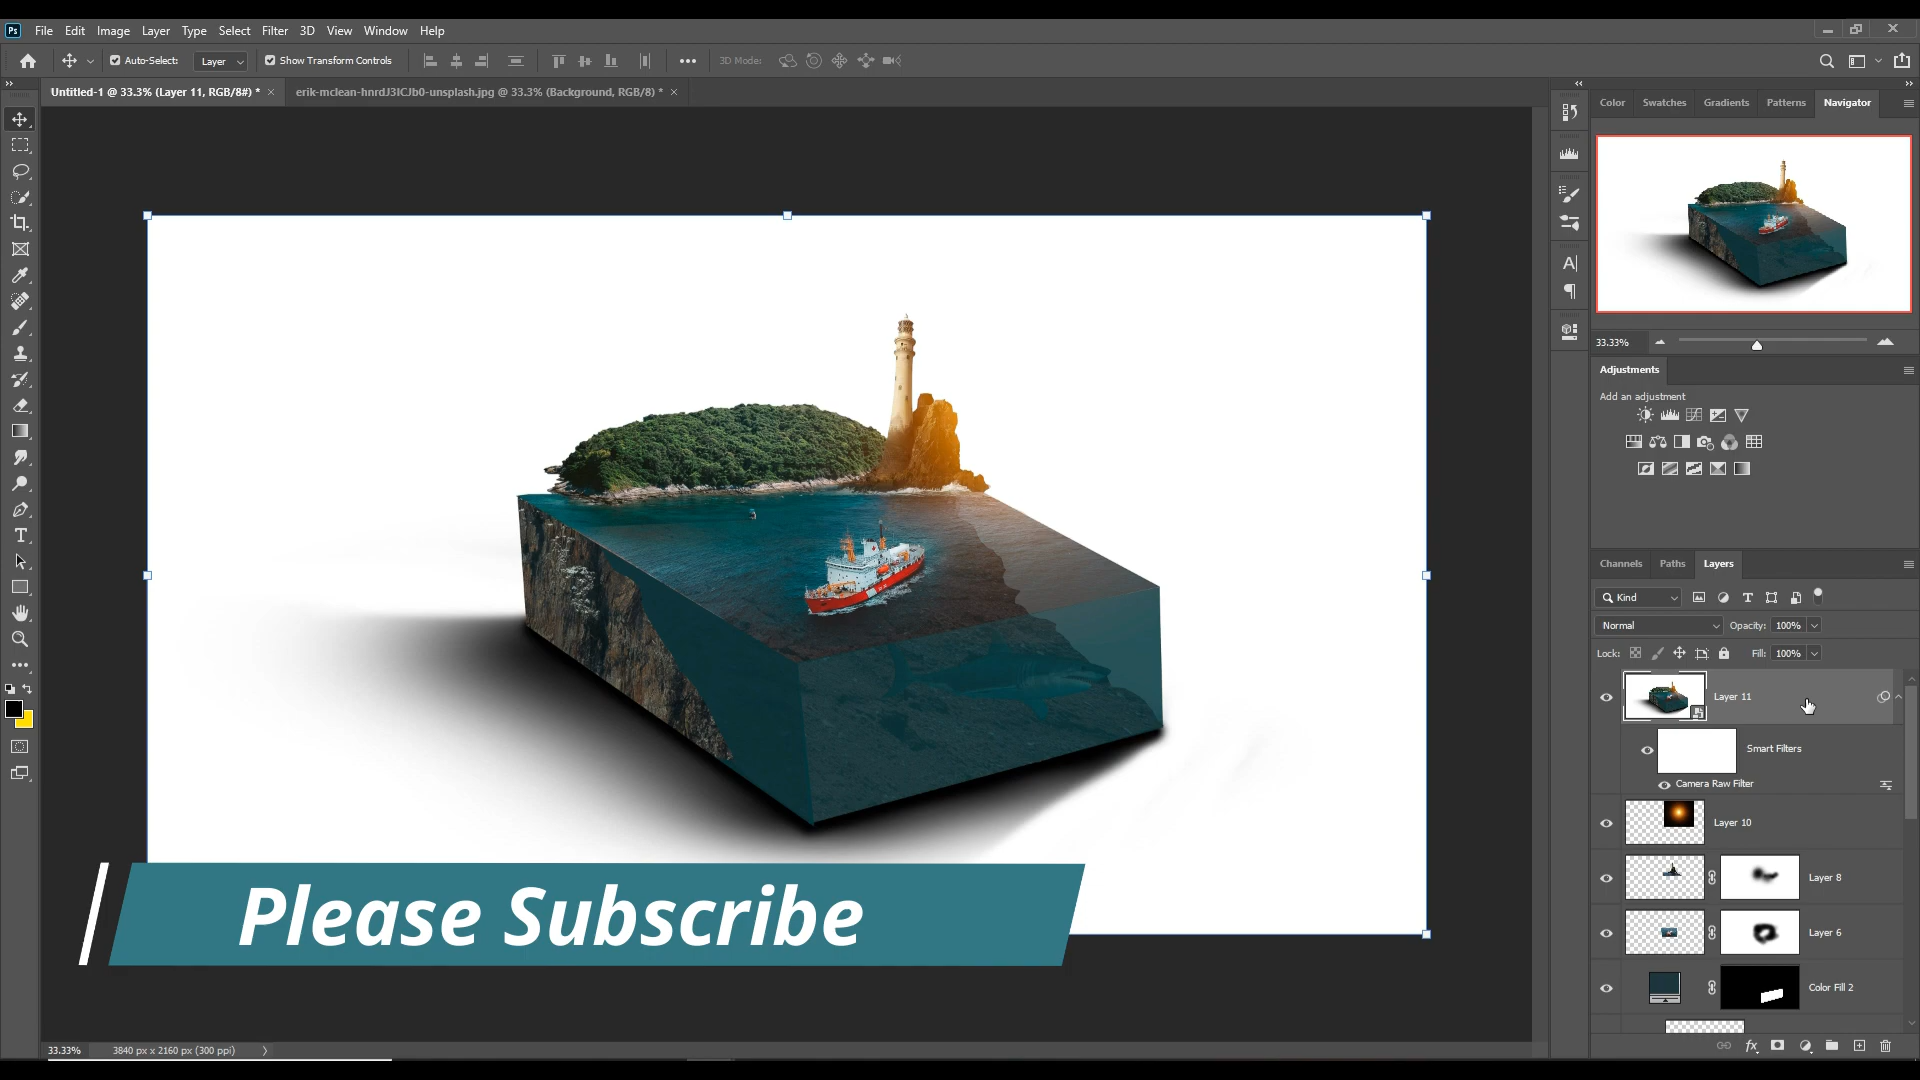 Ps File Edit Image Layer Type Select Filter 3D View Window Help
Auto-Select: Layer Show Transform Controls 3D Mode:
Untitled-1 @ 33.3% (Layer 11, RGB/8#) * × erik-mclean-hnrdJ3ICJb0-unsplash.jpg @ 33.3% (Background, RGB/8) * ×
Color Swatches Gradients Patterns Navigator
33.33%
Adjustments
Add an adjustment
Channels Paths Layers
Kind
Normal Opacity: 100%
Lock: Fill: 100%
Layer 11
Smart Filters
Camera Raw Filter
Layer 10
Layer 8
Layer 6
Color Fill 2
Please Subscribe
33.33% 3840 px x 2160 px (300 ppi)